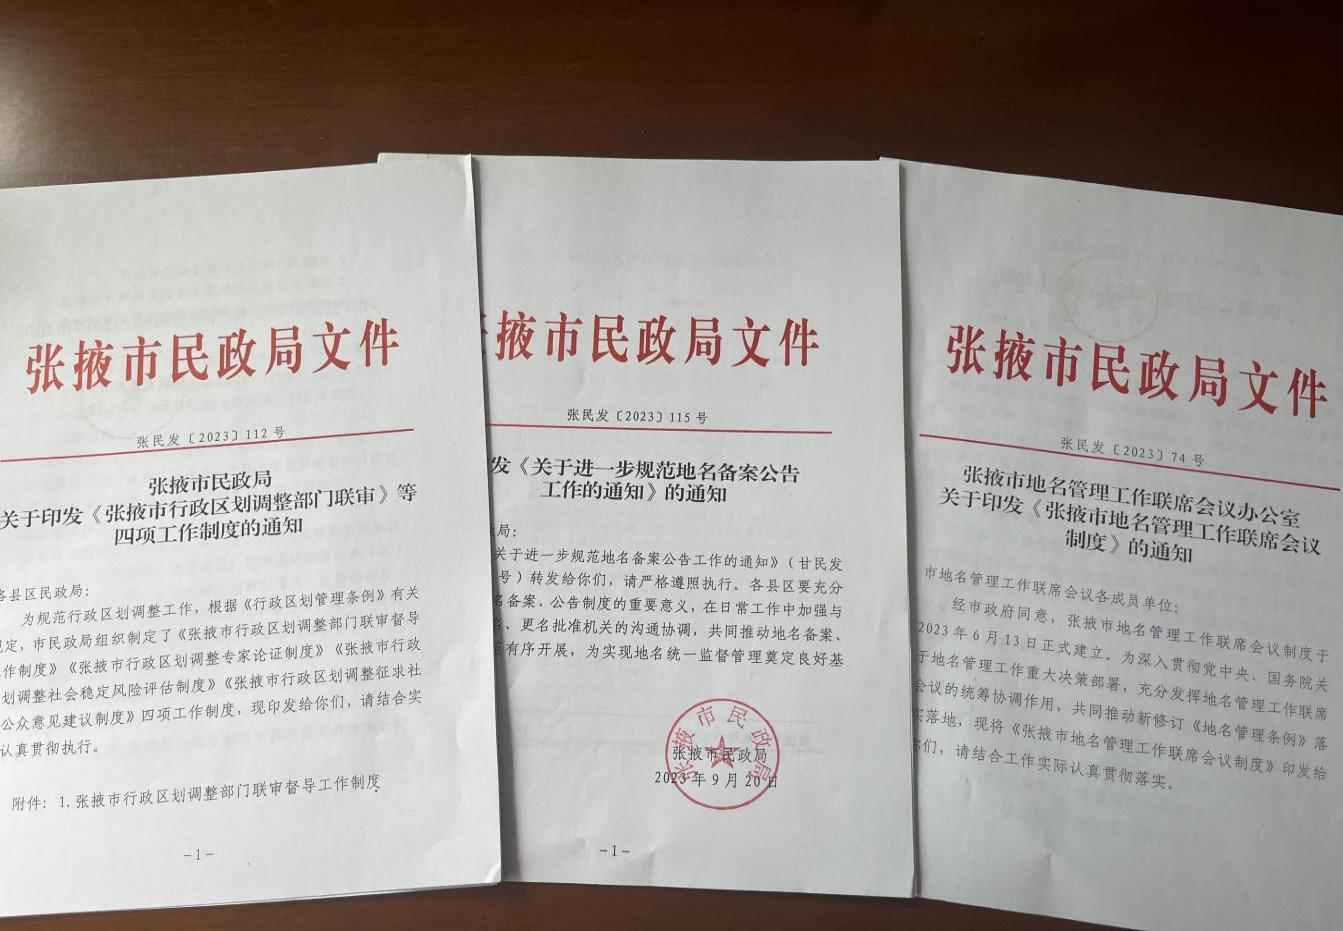 张掖市民政局文件
张民发〔2023〕112 号
张掖市民政局
关于印发《张掖市行政区划调整部门联审》等
四项工作制度的通知
各县区民政局:
为规范行政区划调整工作,根据《行政区划管理条例》有关
规定,市民政局组织制定了《张掖市行政区划调整部门联审督导
工作制度》《张掖市行政区划调整专家论证制度》《张掖市行政
划调整社会稳定风险评估制度》《张掖市行政区划调整征求社
公众意见建议制度》四项工作制度,现印发给你们,请结合实
认真贯彻执行。
附件: 1.张掖市行政区划调整部门联审督导工作制度
-1-
掖市民政局文件
张民发〔2023〕115 号
发《关于进一步规范地名备案公告
工作的通知》的通知
局:
关于进一步规范地名备案公告工作的通知》(甘民发
号)转发给你们,请严格遵照执行。各县区要充分
名备案、公告制度的重要意义,在日常工作中加强与
名、更名批准机关的沟通协调,共同推动地名备案、
有序开展,为实现地名统一监督管理奠定良好基
张掖市民政局
张掖市民政局
2023 年 9 月 20 日
-1-
张掖市民政局文件
张民发〔2023〕74 号
张掖市地名管理工作联席会议办公室
关于印发《张掖市地名管理工作联席会议
制度》的通知
市地名管理工作联席会议各成员单位:
经市政府同意,张掖市地名管理工作联席会议制度于
2023 年 6 月 13 日正式建立。为深入贯彻党中央、国务院关
于地名管理工作重大决策部署,充分发挥地名管理工作联席
会议的统筹协调作用,共同推动新修订《地名管理条例》落
实落地,现将《张掖市地名管理工作联席会议制度》印发给
你们,请结合工作实际认真贯彻落实。